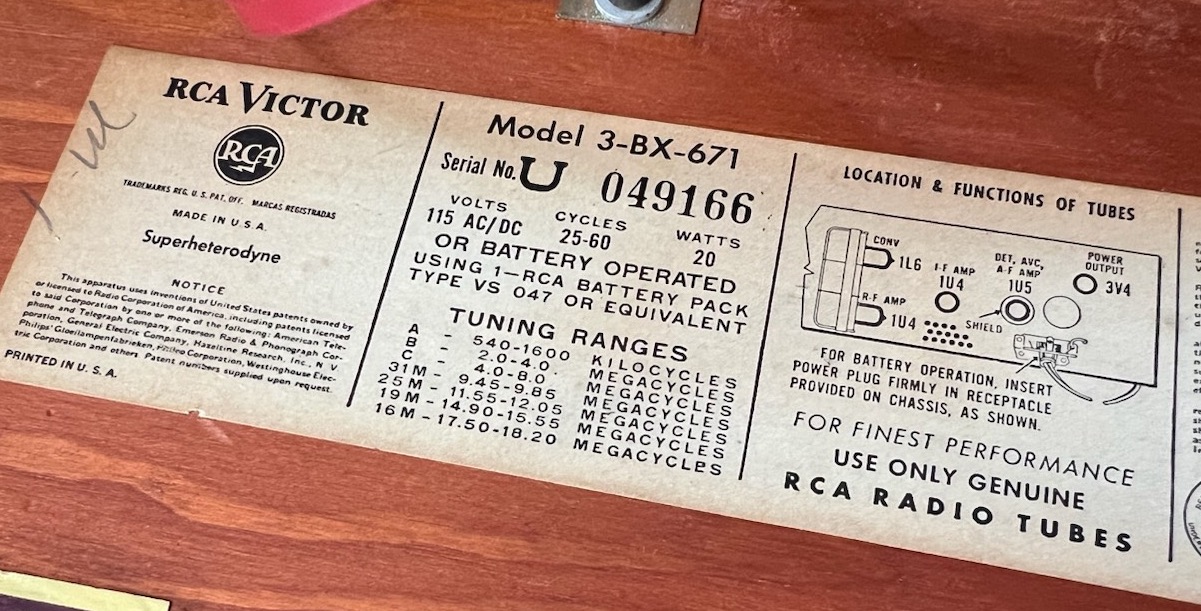 RCA VICTOR
RCA
TRADEMARKS REG. U. S. PAT. OFF. MARCAS REGISTRADAS
MADE IN U.S.A.
Superheterodyne
NOTICE
This apparatus uses inventions of United States patents owned by
or licensed to Radio Corporation of America, including patents licensed
to said Corporation by one or more of the following: American Tele-
phone and Telegraph Company, Emerson Radio & Phonograph Cor-
poration, General Electric Company, Hazeltine Research, Inc., N. V.
Philips' Gloeilampenfabrieken, Philco Corporation, Westinghouse Elec-
tric Corporation and others. Patent numbers supplied upon request.
PRINTED IN U. S. A.
Model 3-BX-671
Serial No. U 049166
VOLTS CYCLES WATTS
115 AC/DC 25-60 20
OR BATTERY OPERATED
USING 1-RCA BATTERY PACK
TYPE VS 047 OR EQUIVALENT
TUNING RANGES
A - 540-1600 KILOCYCLES
B - 2.0-4.0 MEGACYCLES
C - 4.0-8.0 MEGACYCLES
31M - 9.45-9.85 MEGACYCLES
25M - 11.55-12.05 MEGACYCLES
19M - 14.90-15.55 MEGACYCLES
16M - 17.50-18.20 MEGACYCLES
LOCATION & FUNCTIONS OF TUBES
CONV
1L6
I-F AMP
1U4
DET, AVC,
A-F AMP
1U5
POWER
OUTPUT
3V4
R-F AMP
1U4
SHIELD
FOR BATTERY OPERATION, INSERT
POWER PLUG FIRMLY IN RECEPTACLE
PROVIDED ON CHASSIS, AS SHOWN.
FOR FINEST PERFORMANCE
USE ONLY GENUINE
RCA RADIO TUBES